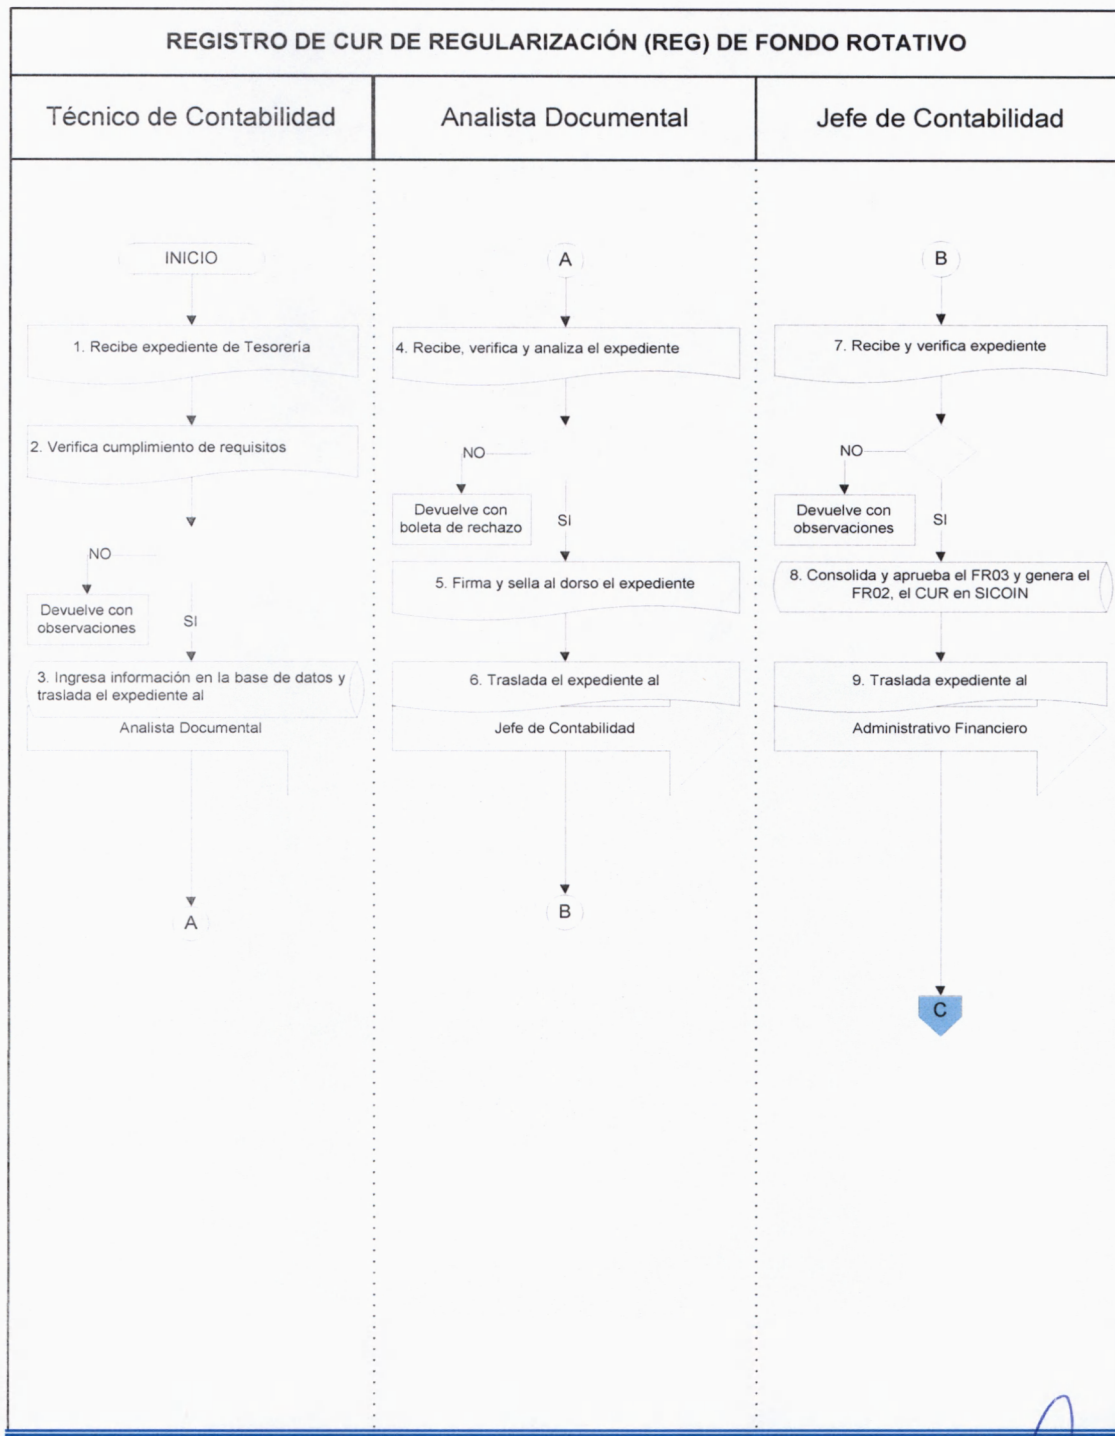 REGISTRO DE CUR DE REGULARIZACIÓN (REG) DE FONDO ROTATIVO
Técnico de Contabilidad
Analista Documental
Jefe de Contabilidad
INICIO
1. Recibe expediente de Tesorería
2. Verifica cumplimiento de requisitos
NO
Devuelve con
observaciones
SI
3. Ingresa información en la base de datos y
traslada el expediente al
Analista Documental
A
A
4. Recibe, verifica y analiza el expediente
NO
Devuelve con
boleta de rechazo
SI
5. Firma y sella al dorso el expediente
6. Traslada el expediente al
Jefe de Contabilidad
B
B
7. Recibe y verifica expediente
NO
Devuelve con
observaciones
SI
8. Consolida y aprueba el FR03 y genera el
FR02, el CUR en SICOIN
9. Traslada expediente al
Administrativo Financiero
C